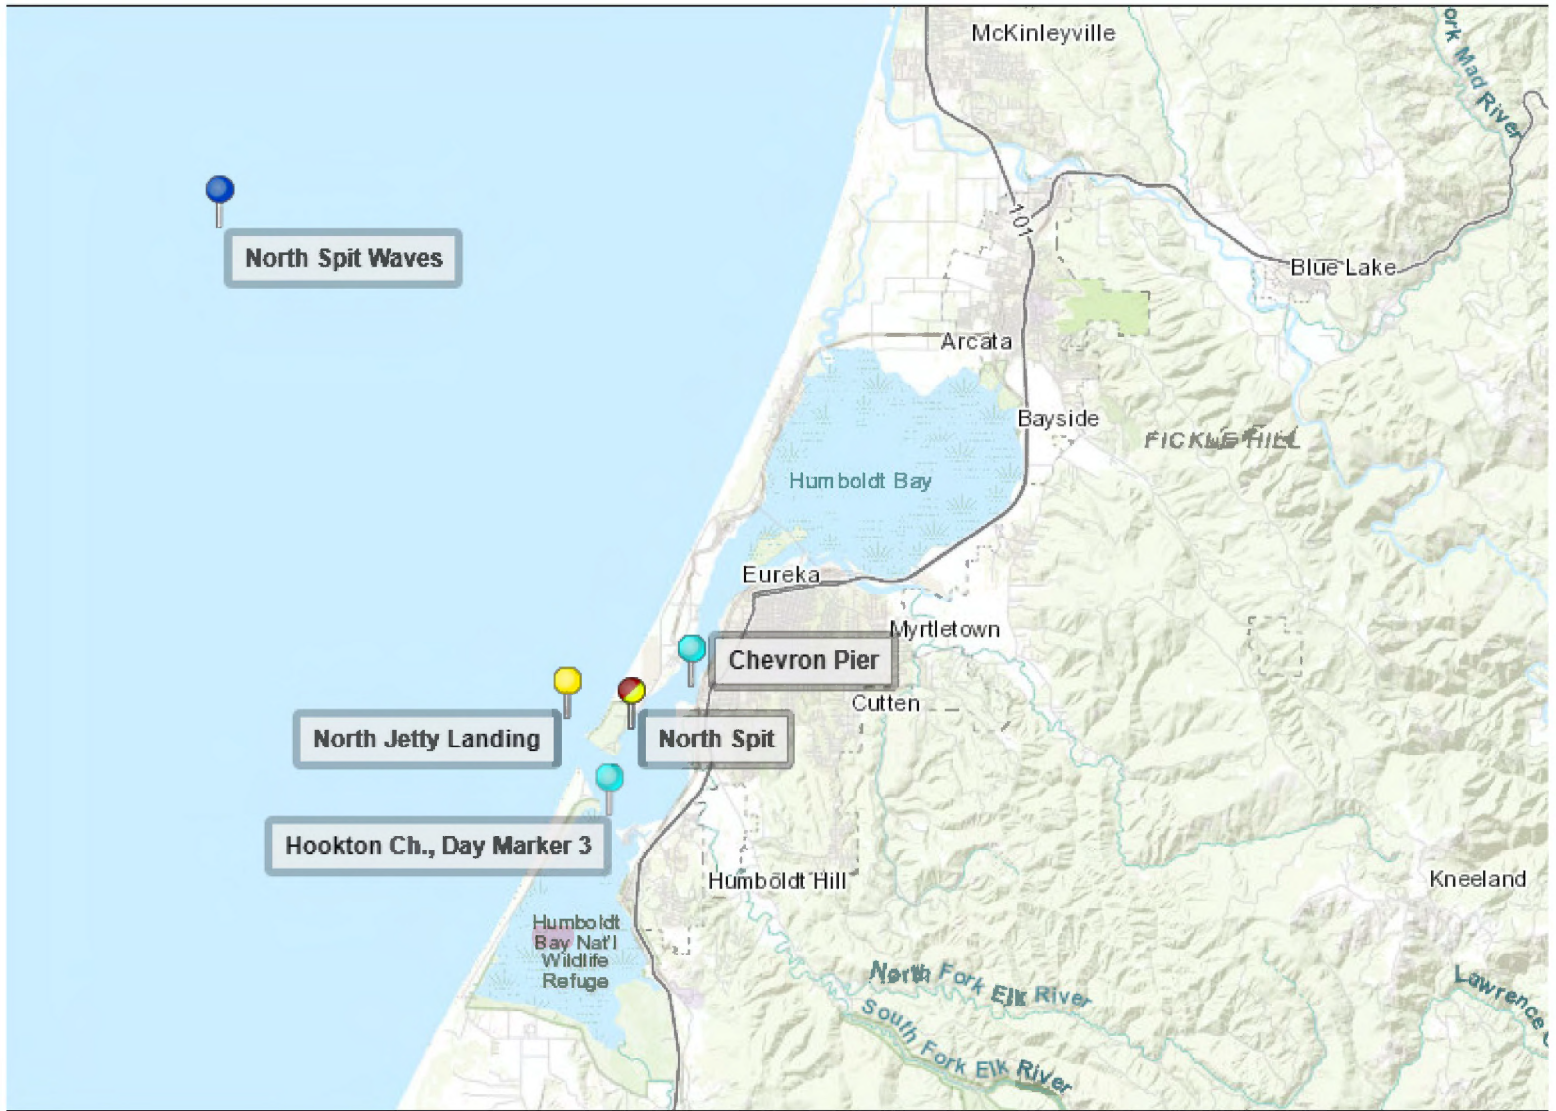 McKinleyville
ork Mad River
North Spit Waves
101
Blue Lake
Arcata
Bayside
FICKLE HILL
Humboldt Bay
Eureka
Myrtletown
Chevron Pier
Cutten
North Jetty Landing
North Spit
Hookton Ch., Day Marker 3
Humboldt Hill
Kneeland
Humboldt
Bay Nat'l
Wildlife
Refuge
North Fork Elk River
Lawrence
South Fork Elk River